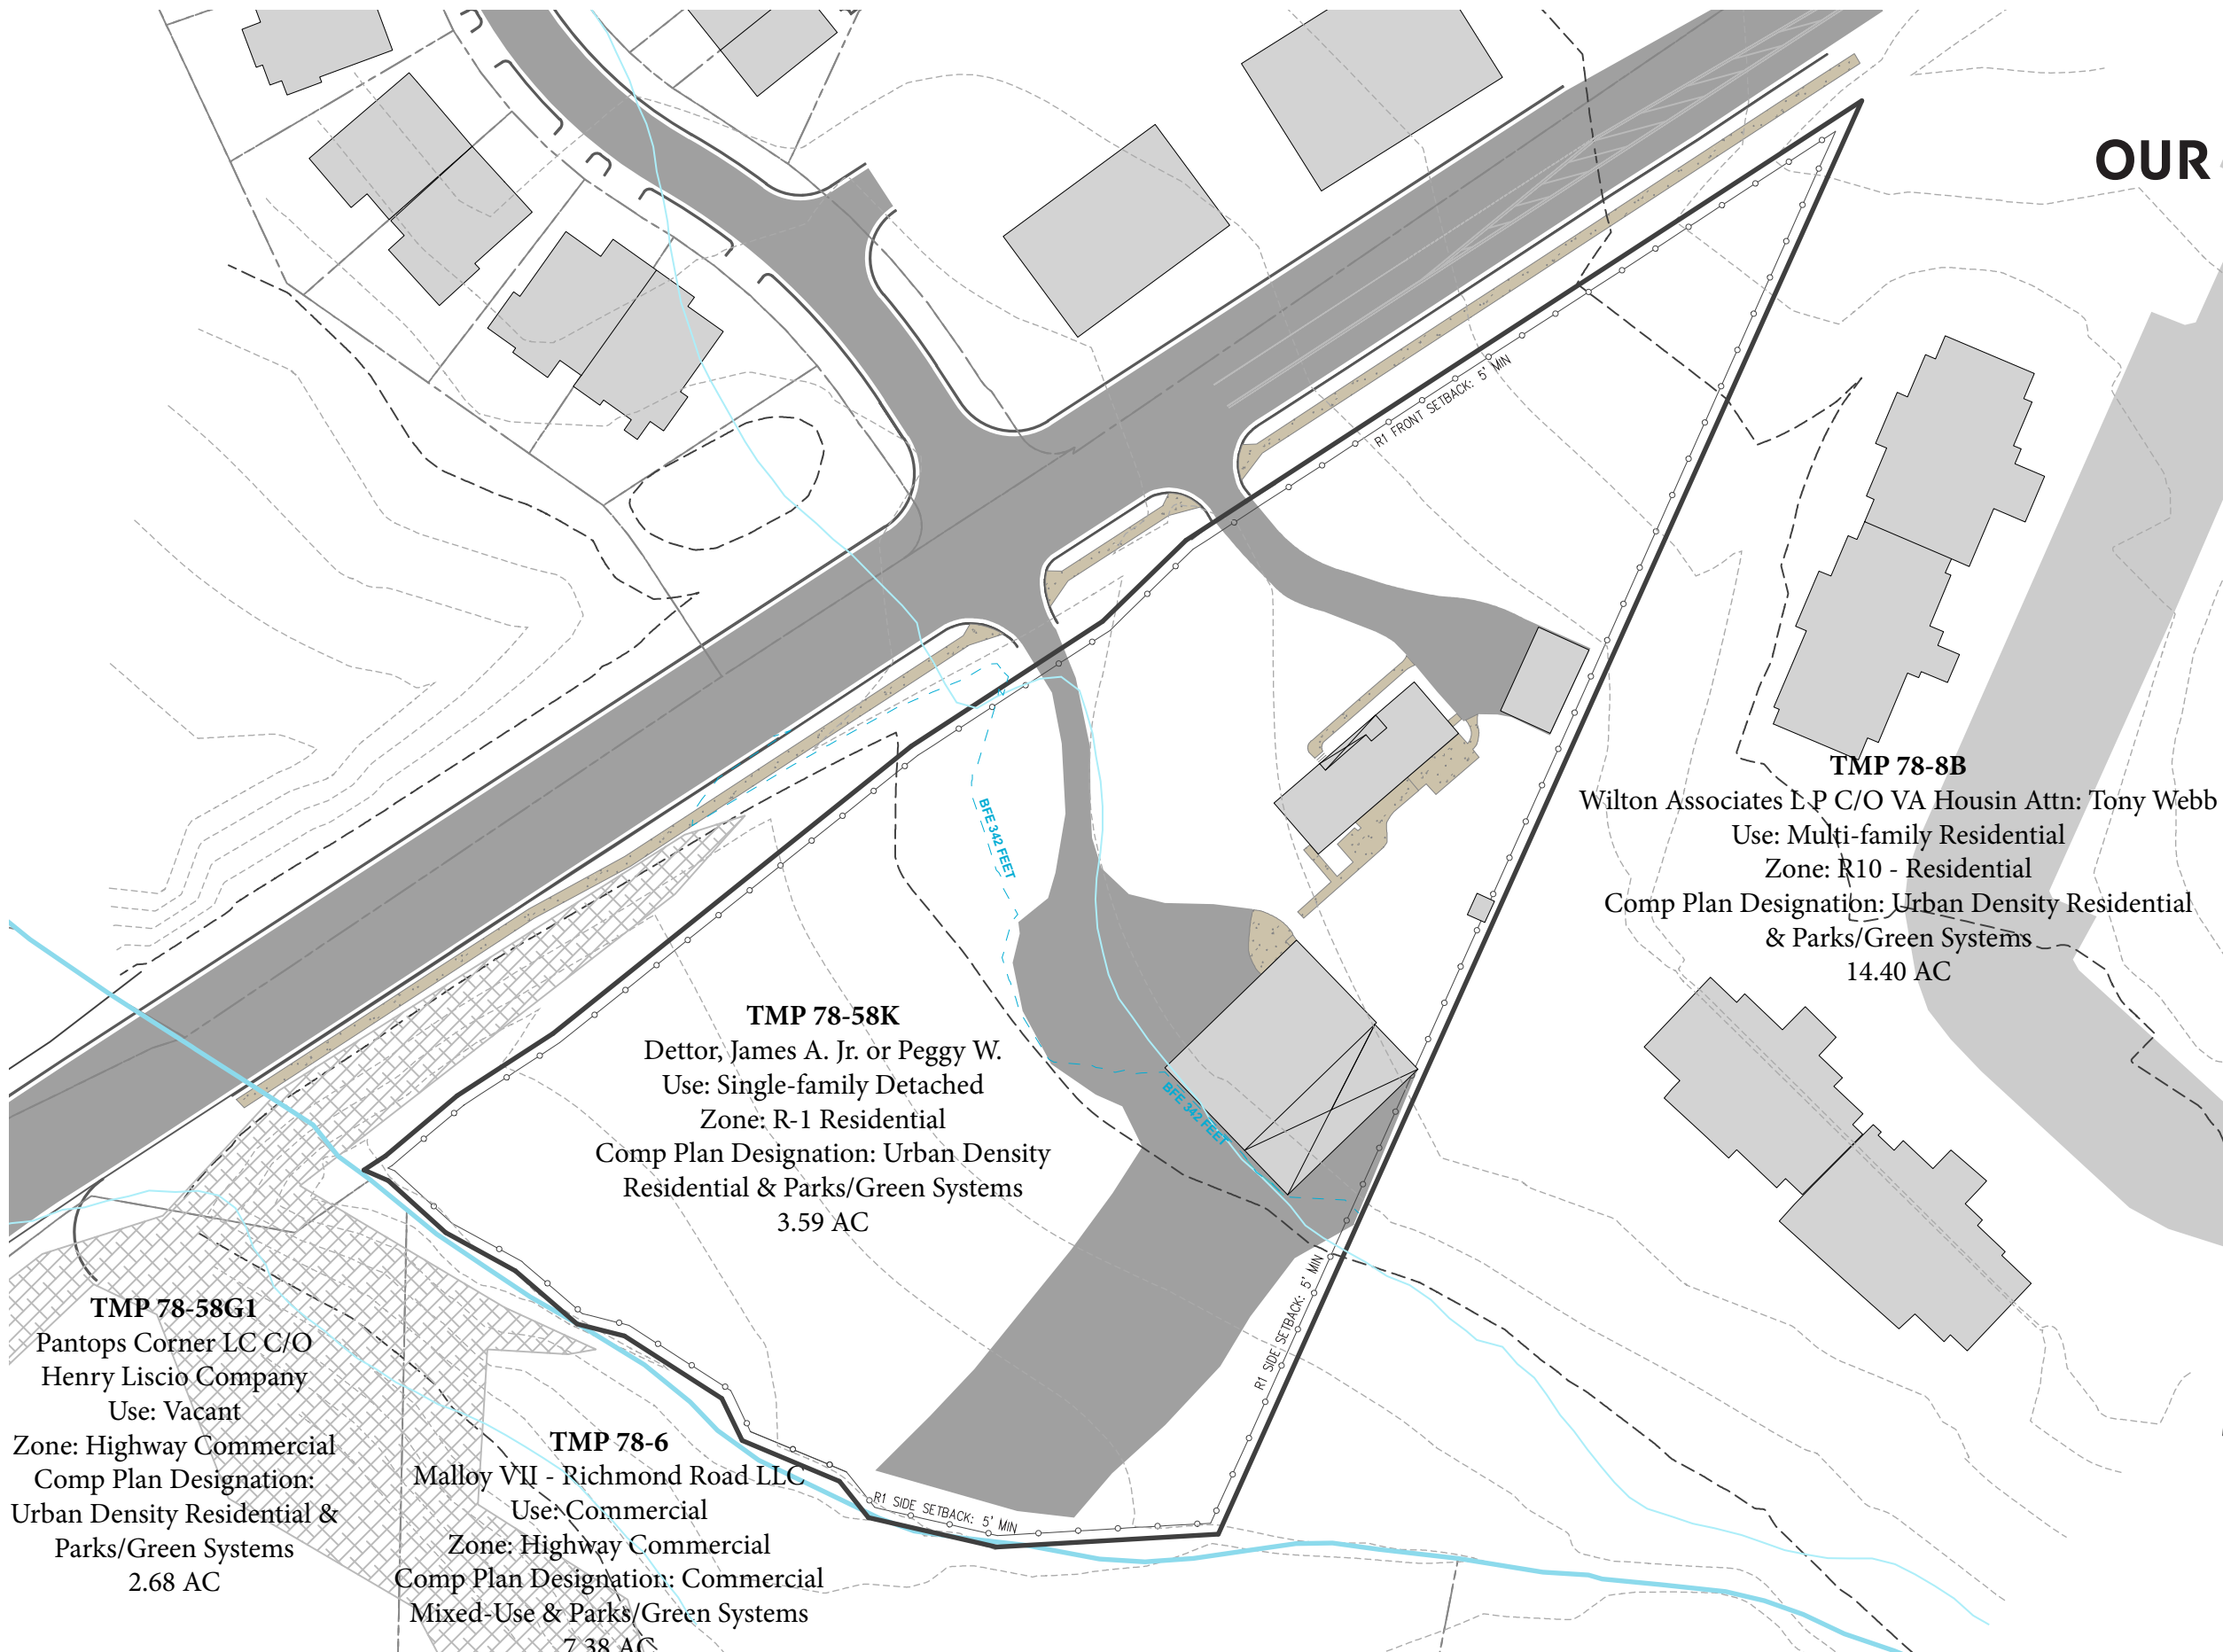 OUR
R1 FRONT SETBACK: 5' MIN
TMP 78-8B
Wilton Associates L P C/O VA Housin Attn: Tony Webb
Use: Multi-family Residential
Zone: R10 - Residential
Comp Plan Designation: Urban Density Residential
& Parks/Green Systems
14.40 AC
BFE 342 FEET
TMP 78-58K
Dettor, James A. Jr. or Peggy W.
Use: Single-family Detached
Zone: R-1 Residential
Comp Plan Designation: Urban Density
Residential & Parks/Green Systems
3.59 AC
BFE 342 FEET
R1 SIDE SETBACK: 5' MIN
TMP 78-58G1
Pantops Corner LC C/O
Henry Liscio Company
Use: Vacant
Zone: Highway Commercial
Comp Plan Designation:
Urban Density Residential &
Parks/Green Systems
2.68 AC
TMP 78-6
Malloy VII - Richmond Road LLC
Use: Commercial
Zone: Highway Commercial
Comp Plan Designation: Commercial
Mixed-Use & Parks/Green Systems
7.38 AC
R1 SIDE SETBACK: 5' MIN